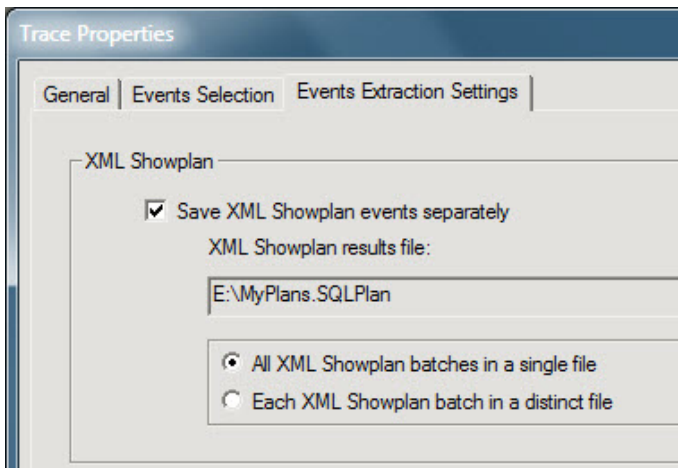 Trace Properties
General Events Selection Events Extraction Settings
XML Showplan
Save XML Showplan events separately
XML Showplan results file:
E:\MyPlans.SQLPlan
All XML Showplan batches in a single file
Each XML Showplan batch in a distinct file